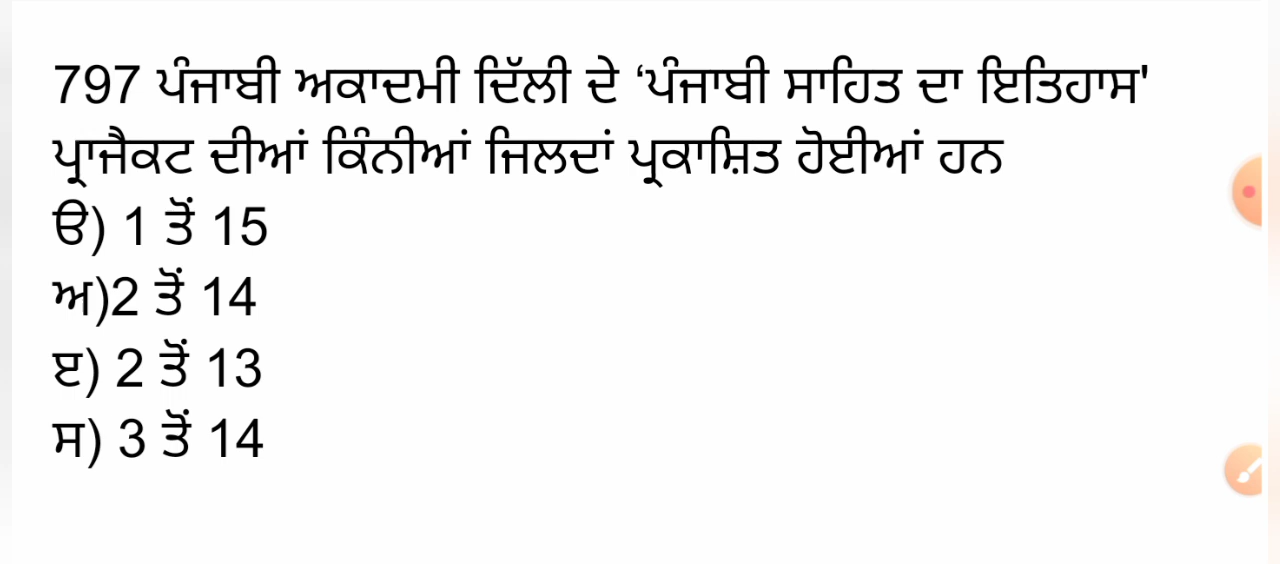 797 ਪੰਜਾਬੀ ਅਕਾਦਮੀ ਦਿੱਲੀ ਦੇ ‘ਪੰਜਾਬੀ ਸਾਹਿਤ ਦਾ ਇਤਿਹਾਸ'
ਪ੍ਰਾਜੈਕਟ ਦੀਆਂ ਕਿੰਨੀਆਂ ਜਿਲਦਾਂ ਪ੍ਰਕਾਸ਼ਿਤ ਹੋਈਆਂ ਹਨ
ੳ) 1 ਤੋਂ 15
ਅ)2 ਤੋਂ 14
ੲ) 2 ਤੋਂ 13
ਸ) 3 ਤੋਂ 14